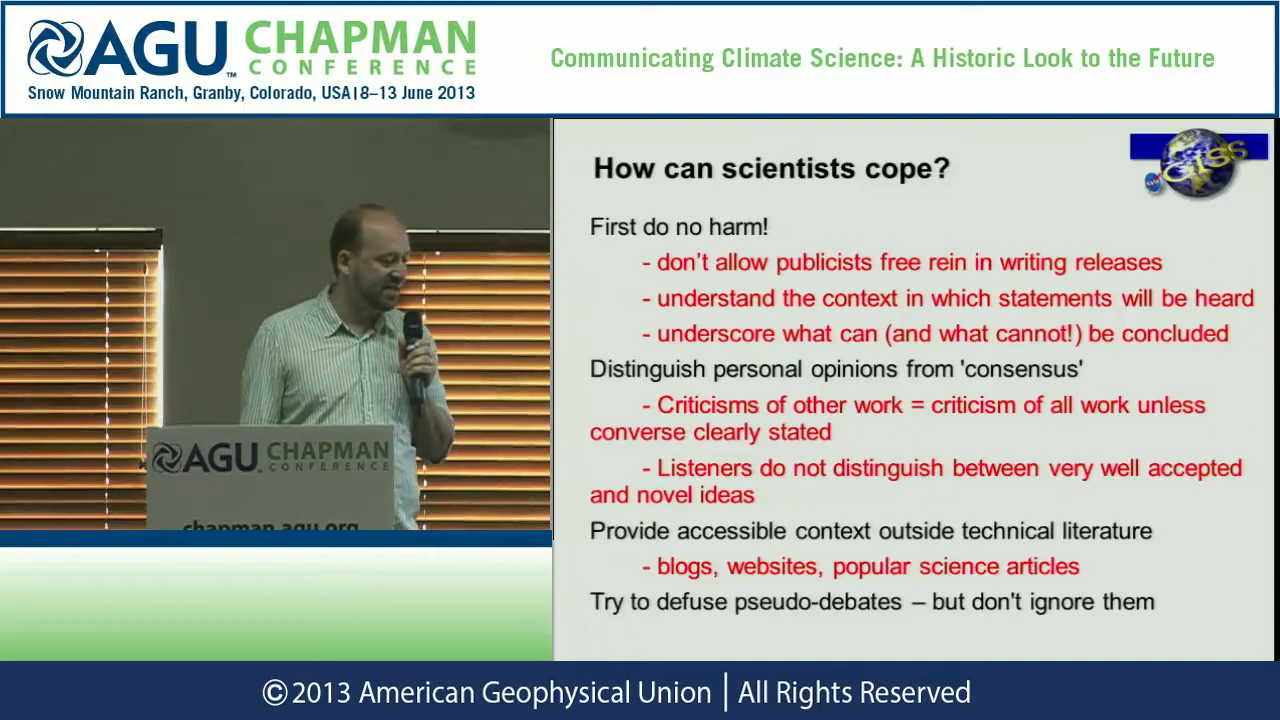 AGU™ CHAPMAN
CONFERENCE
Snow Mountain Ranch, Granby, Colorado, USA | 8–13 June 2013
Communicating Climate Science: A Historic Look to the Future
How can scientists cope?
GISS
First do no harm!
- don't allow publicists free rein in writing releases
- understand the context in which statements will be heard
- underscore what can (and what cannot!) be concluded
Distinguish personal opinions from 'consensus'
- Criticisms of other work = criticism of all work unless
converse clearly stated
- Listeners do not distinguish between very well accepted
and novel ideas
Provide accessible context outside technical literature
- blogs, websites, popular science articles
Try to defuse pseudo-debates – but don't ignore them
AGU CHAPMAN
CONFERENCE
chapman.agu.org
©2013 American Geophysical Union | All Rights Reserved